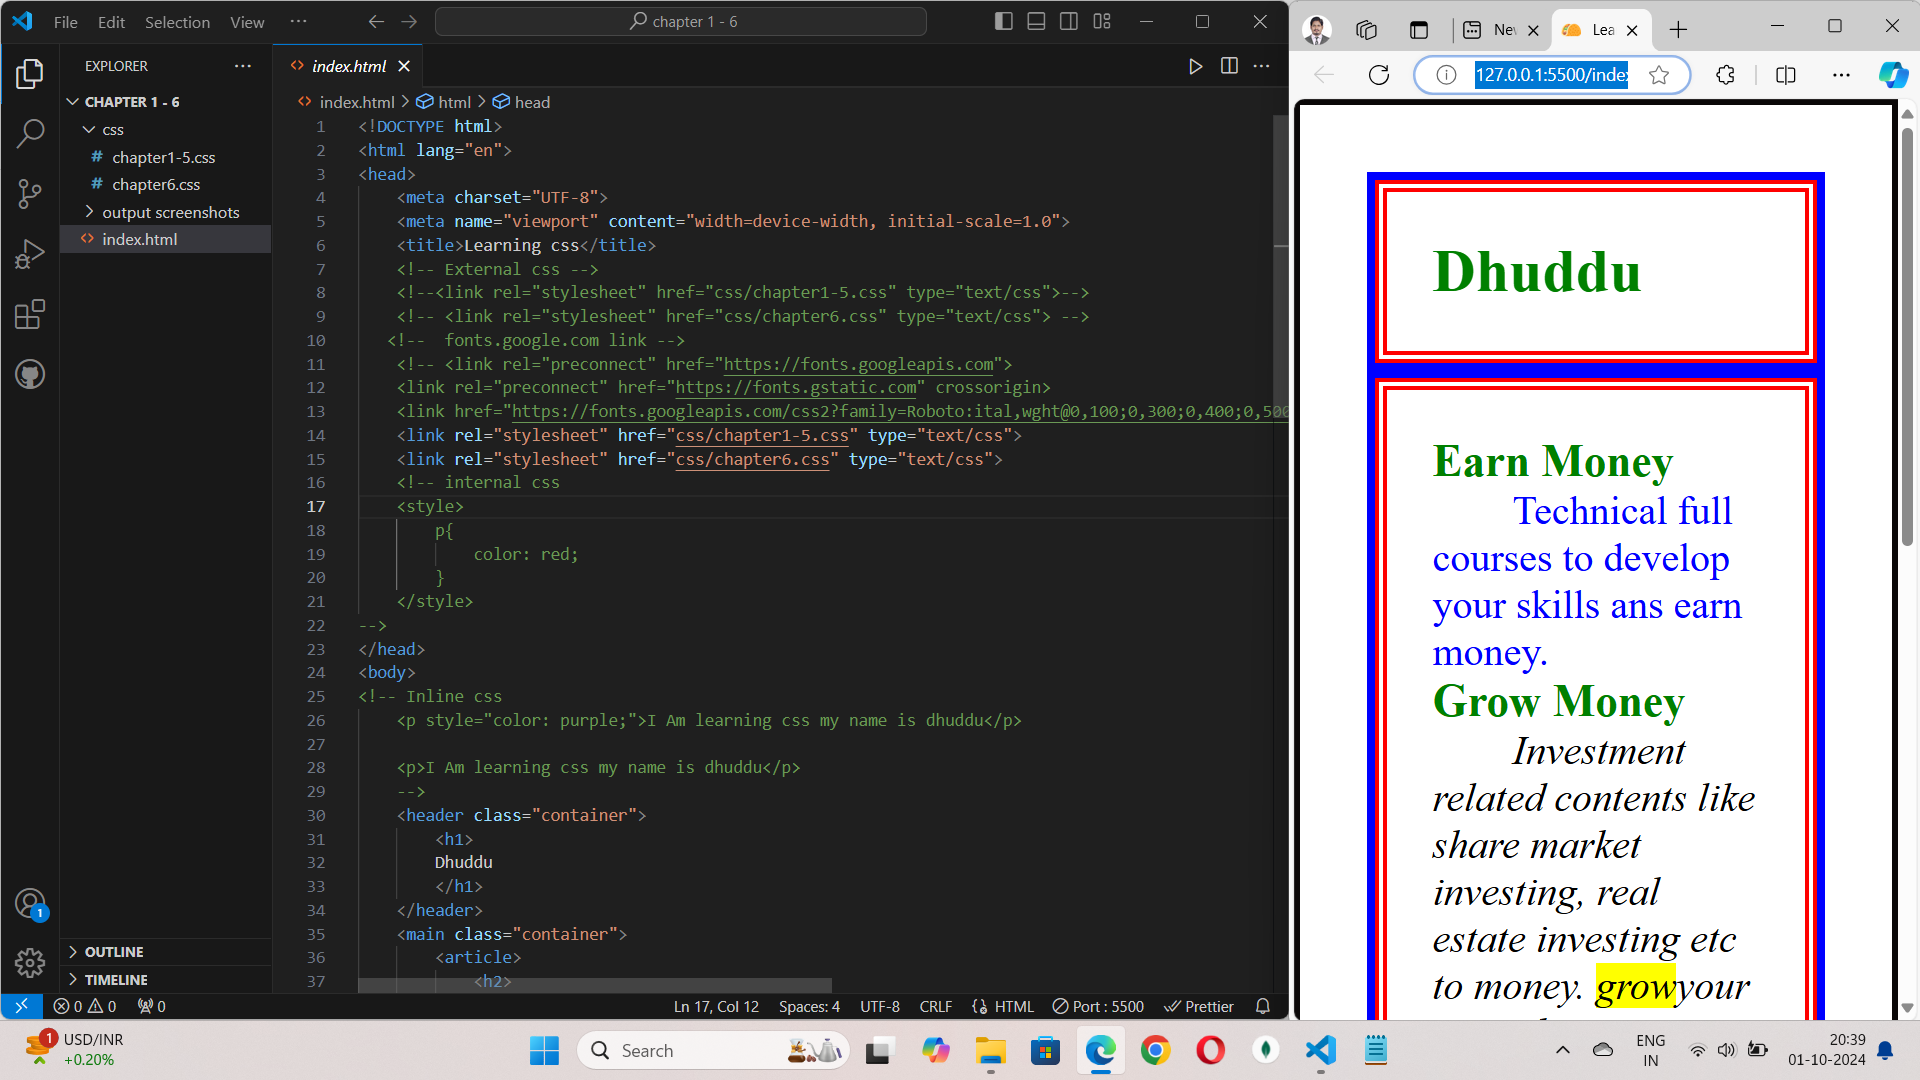 File Edit Selection View ··· chapter 1 - 6
EXPLORER ···
CHAPTER 1 - 6
css
# chapter1-5.css
# chapter6.css
output screenshots
<> index.html
OUTLINE
TIMELINE
<> index.html
<> index.html > html > head
1 <!DOCTYPE html>
2 <html lang="en">
3 <head>
4 <meta charset="UTF-8">
5 <meta name="viewport" content="width=device-width, initial-scale=1.0">
6 <title>Learning css</title>
7 <!-- External css -->
8 <!--<link rel="stylesheet" href="css/chapter1-5.css" type="text/css">-->
9 <!-- <link rel="stylesheet" href="css/chapter6.css" type="text/css"> -->
10 <!-- fonts.google.com link -->
11 <!-- <link rel="preconnect" href="https://fonts.googleapis.com">
12 <link rel="preconnect" href="https://fonts.gstatic.com" crossorigin>
13 <link href="https://fonts.googleapis.com/css2?family=Roboto:ital,wght@0,100;0,300;0,400;0,500
14 <link rel="stylesheet" href="css/chapter1-5.css" type="text/css">
15 <link rel="stylesheet" href="css/chapter6.css" type="text/css">
16 <!-- internal css
17 <style>
18 p{
19 color: red;
20 }
21 </style>
22 -->
23 </head>
24 <body>
25 <!-- Inline css
26 <p style="color: purple;">I Am learning css my name is dhuddu</p>
27
28 <p>I Am learning css my name is dhuddu</p>
29 -->
30 <header class="container">
31 <h1>
32 Dhuddu
33 </h1>
34 </header>
35 <main class="container">
36 <article>
37 <h2>
0 0 0 Ln 17, Col 12 Spaces: 4 UTF-8 CRLF HTML Port : 5500 Prettier
1
Nev Lea
127.0.0.1:5500/index
Dhuddu
Earn Money
Technical full
courses to develop
your skills ans earn
money.
Grow Money
Investment
related contents like
share market
investing, real
estate investing etc
to money. growyour
1
USD/INR
+0.20%
Search
ENG
IN
20:39
01-10-2024